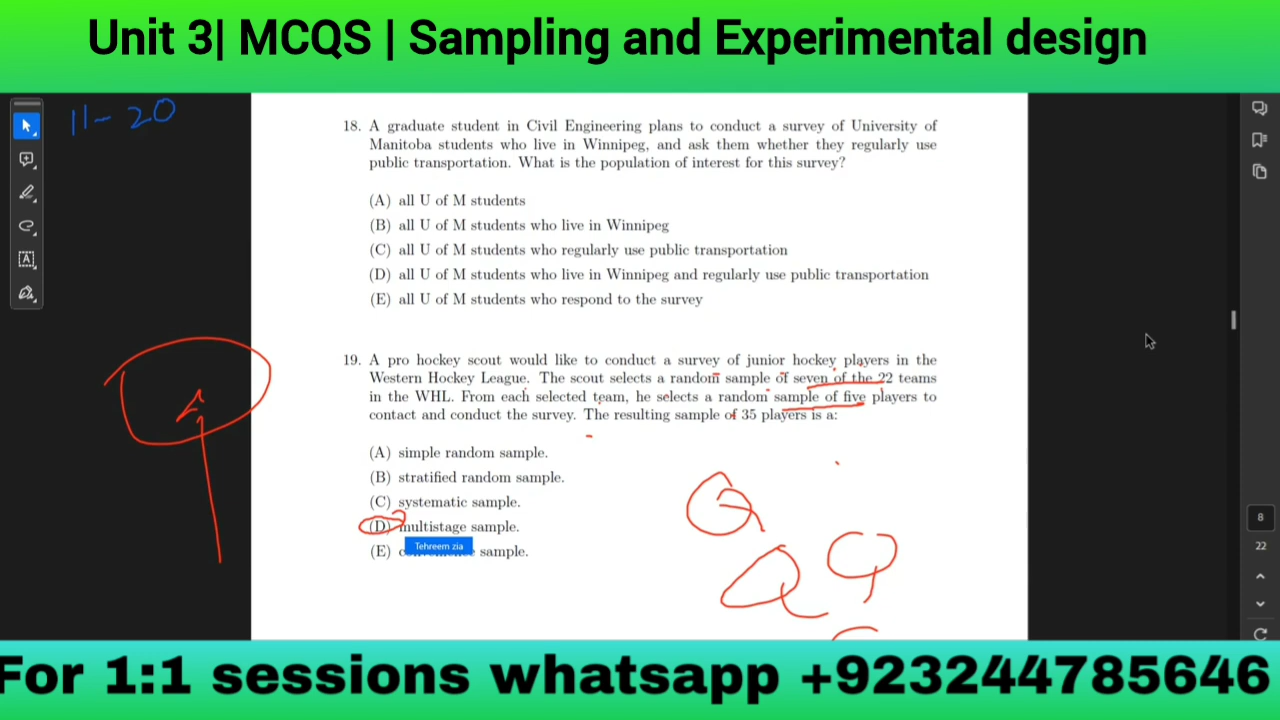 Unit 3| MCQS | Sampling and Experimental design
11-20
18. A graduate student in Civil Engineering plans to conduct a survey of University of
Manitoba students who live in Winnipeg, and ask them whether they regularly use
public transportation. What is the population of interest for this survey?
(A) all U of M students
(B) all U of M students who live in Winnipeg
(C) all U of M students who regularly use public transportation
(D) all U of M students who live in Winnipeg and regularly use public transportation
(E) all U of M students who respond to the survey
19. A pro hockey scout would like to conduct a survey of junior hockey players in the
Western Hockey League. The scout selects a random sample of seven of the 22 teams
in the WHL. From each selected team, he selects a random sample of five players to
contact and conduct the survey. The resulting sample of 35 players is a:
(A) simple random sample.
(B) stratified random sample.
(C) systematic sample.
(D) multistage sample.
Tehreem zia
(E) sample.
8
22
For 1:1 sessions whatsapp +923244785646